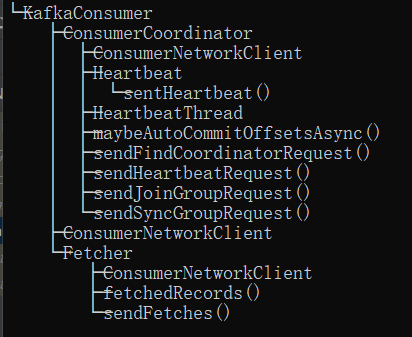 KafkaConsumer
ConsumerCoordinator
ConsumerNetworkClient
Heartbeat
sentHeartbeat()
HeartbeatThread
maybeAutoCommitOffsetsAsync()
sendFindCoordinatorRequest()
sendHeartbeatRequest()
sendJoinGroupRequest()
sendSyncGroupRequest()
ConsumerNetworkClient
Fetcher
ConsumerNetworkClient
fetchedRecords()
sendFetches()